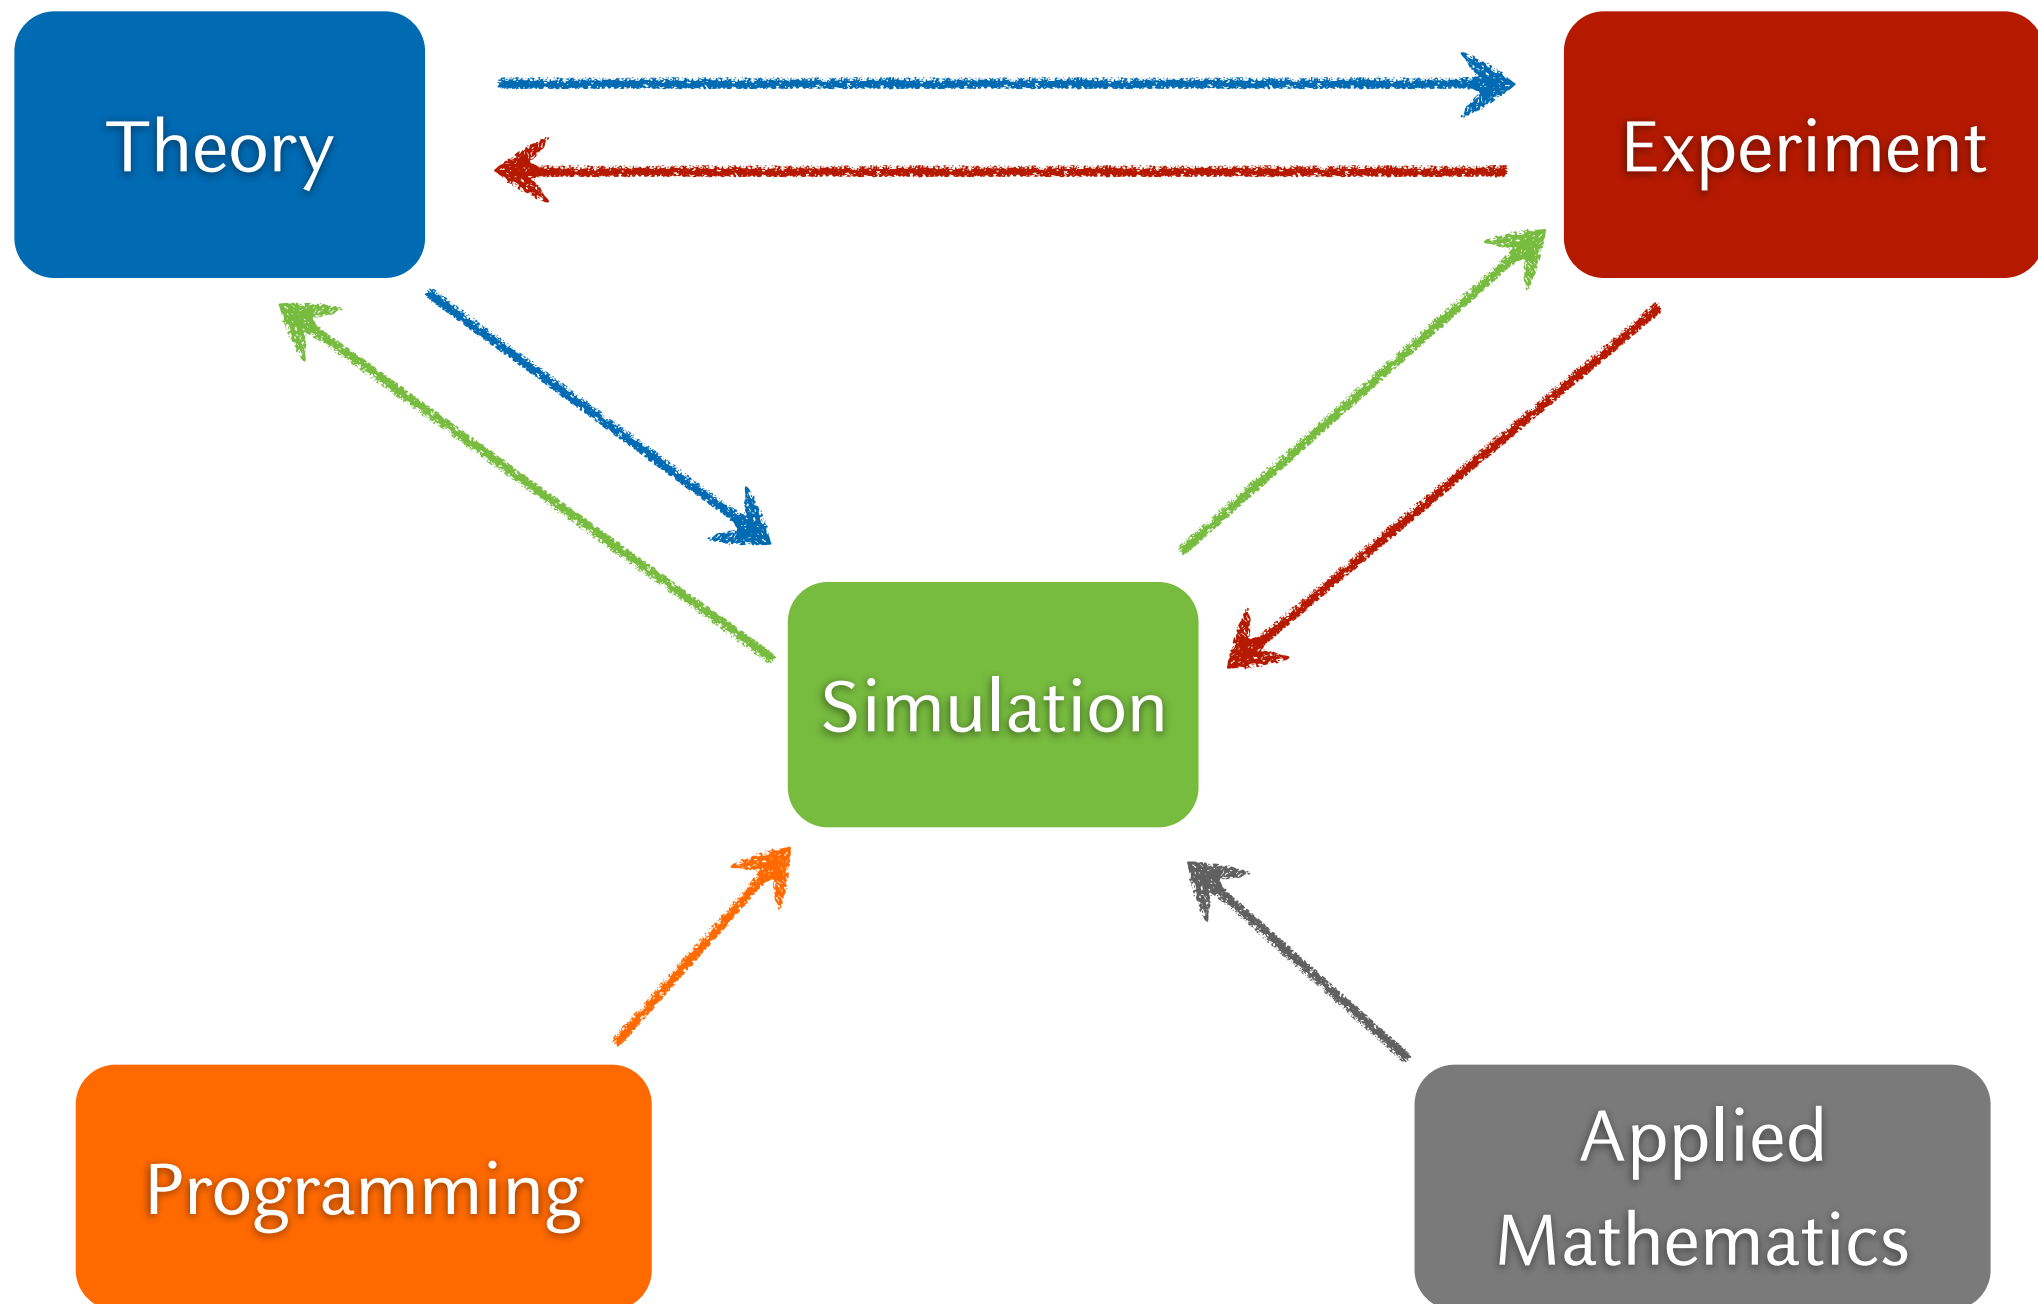 Theory
Experiment
Simulation
Programming
Applied
Mathematics